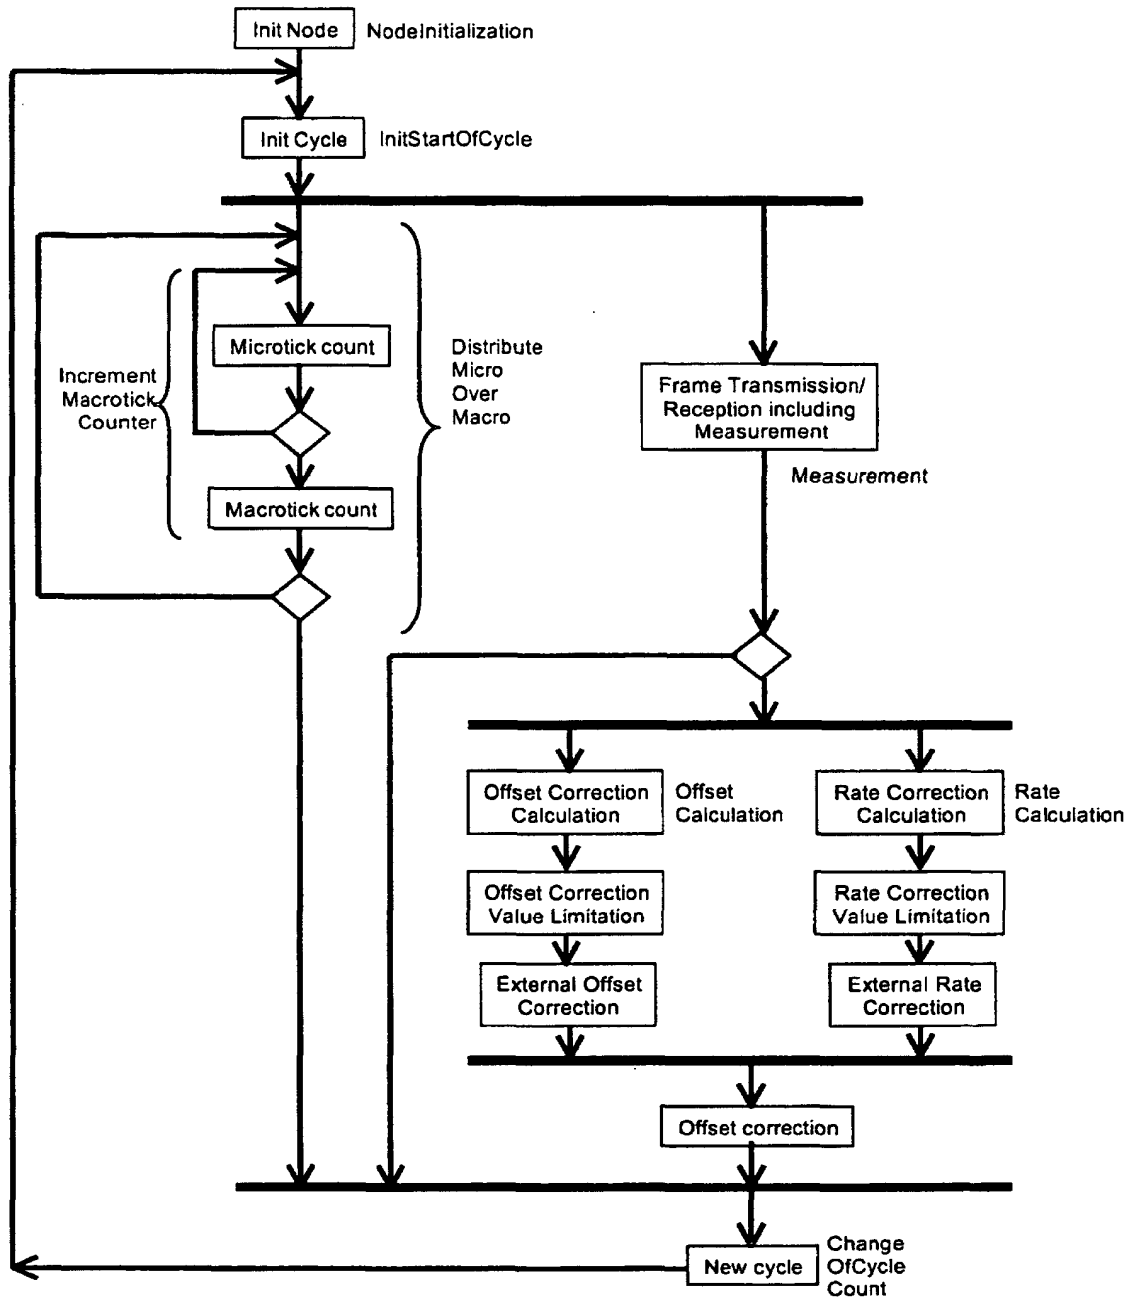 Init Node
NodeInitialization
Init Cycle
InitStartOfCycle
Microtick count
Increment
Macrotick
Counter
Distribute
Micro
Over
Macro
Macrotick count
Frame Transmission/
Reception including
Measurement
Measurement
Offset Correction
Calculation
Offset
Calculation
Rate Correction
Calculation
Rate
Calculation
Offset Correction
Value Limitation
Rate Correction
Value Limitation
External Offset
Correction
External Rate
Correction
Offset correction
New cycle
Change
OfCycle
Count